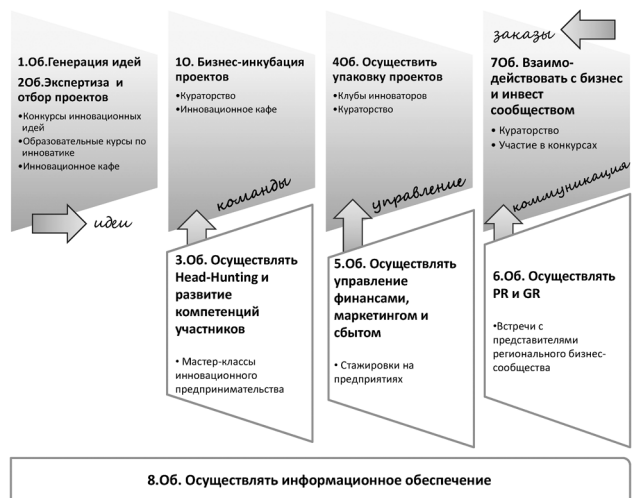 1.Об.Генерация идей
2Об.Экспертиза и
отбор проектов
•Конкурсы инновационных
идей
•Образовательные курсы по
инноватике
•Инновационное кафе
идеи
1О. Бизнес-инкубация
проектов
•Кураторство
•Инновационное кафе
команды
4Об. Осуществить
упаковку проектов
•Клубы инноваторов
•Кураторство
управление
заказы
7Об. Взаимо-
действовать с бизнес
и инвест
сообществом
• Кураторство
• Участие в конкурсах
коммуникация
3.Об. Осуществлять
Head-Hunting и
развитие
компетенций
участников
• Мастер-классы
инновационного
предпринимательства
5.Об. Осуществлять
управление
финансами,
маркетингом и
сбытом
• Стажировки на
предприятиях
6.Об. Осуществлять
PR и GR
•Встречи с
представителями
регионального бизнес-
сообщества
8.Об. Осуществлять информационное обеспечение